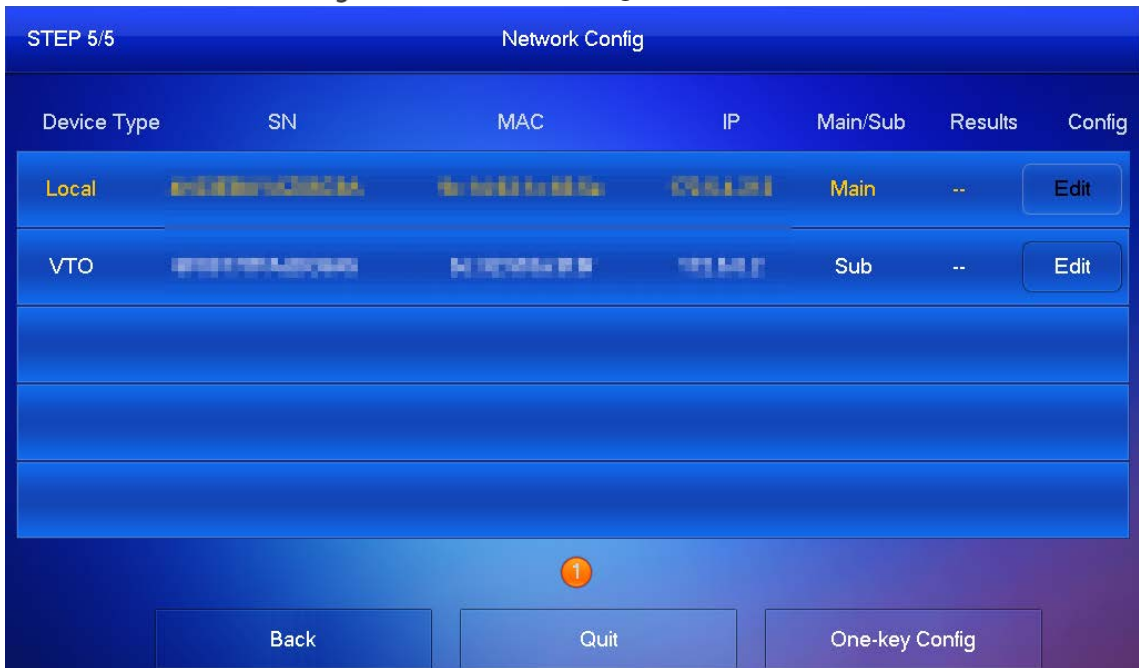 STEP 5/5 Network Config
Device Type SN MAC IP Main/Sub Results Config
Local Main -- Edit
VTO Sub -- Edit
1
Back Quit One-key Config